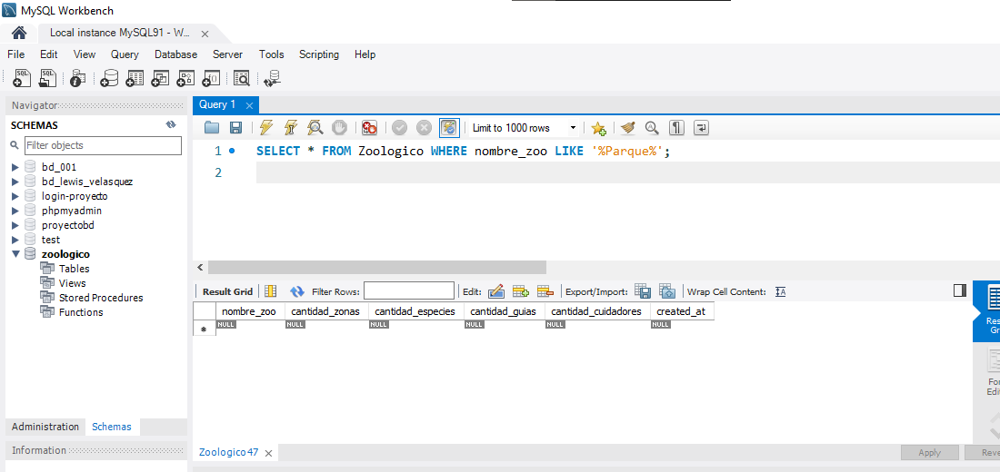 MySQL Workbench
Local instance MySQL91 - W...
File Edit View Query Database Server Tools Scripting Help
Navigator
SCHEMAS
Filter objects
bd_001
bd_lewis_velasquez
login-proyecto
phpmyadmin
proyectobd
test
zoologico
Tables
Views
Stored Procedures
Functions
Administration Schemas
Information
Query 1
Limit to 1000 rows
1 SELECT * FROM Zoologico WHERE nombre_zoo LIKE '%Parque%';
2
Result Grid Filter Rows: Edit: Export/Import: Wrap Cell Content:
nombre_zoo cantidad_zonas cantidad_especies cantidad_guias cantidad_cuidadores created_at
NULL NULL NULL NULL NULL NULL
Res
Gr
For
Edit
Zoologico47
Apply Reve